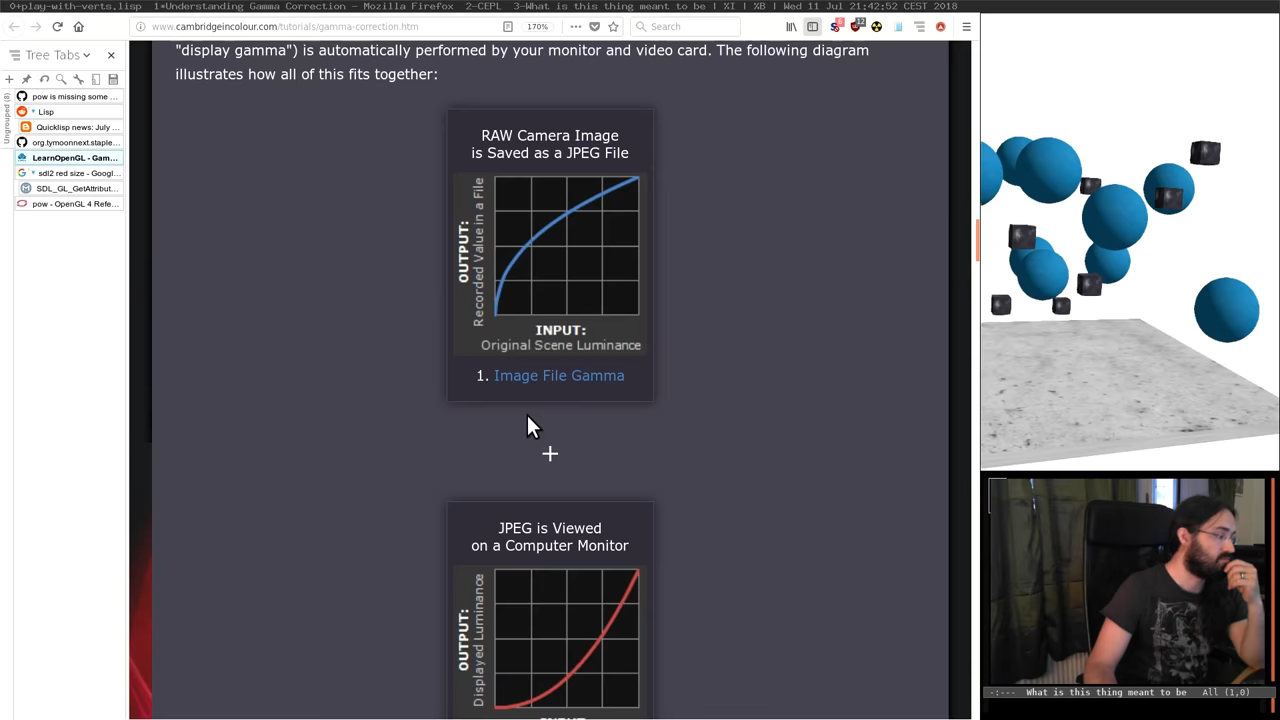 0*play-with-verts.lisp 1*Understanding Gamma Correction - Mozilla Firefox 2-CEPL 3-What is this thing meant to be | %I | %B | Wed 11 Jul 21:42:52 CEST 2018
www.cambridgeincolour.com/tutorials/gamma-correction.htm
170%
Search
Tree Tabs
Ungrouped (8)
pow is missing some ...
Lisp
Quicklisp news: July ...
org.tymoonnext.staple...
LearnOpenGL - Gam...
sdl2 red size - Googl...
SDL_GL_GetAttribut...
pow - OpenGL 4 Refe...
"display gamma") is automatically performed by your monitor and video card. The following diagram
illustrates how all of this fits together:
RAW Camera Image
is Saved as a JPEG File
OUTPUT:
Recorded Value in a File
INPUT:
Original Scene Luminance
1. Image File Gamma
+
JPEG is Viewed
on a Computer Monitor
OUTPUT:
Displayed Luminance
-:--- What is this thing meant to be All (1,0)